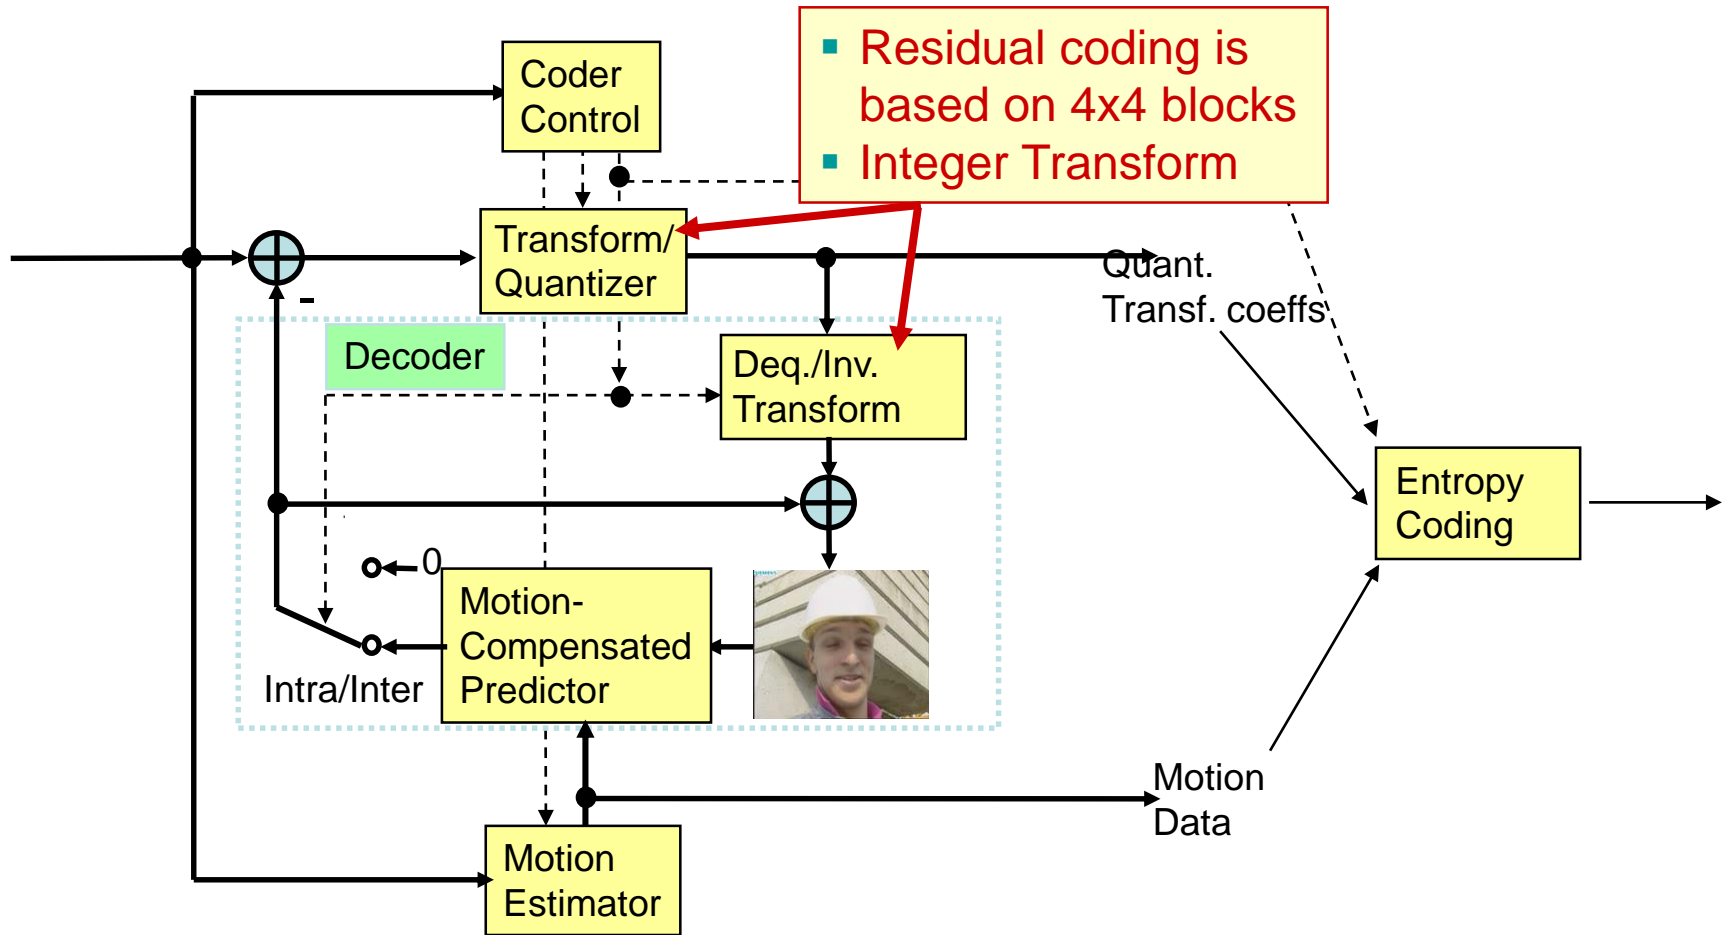 Coder
Control
▪ Residual coding is
based on 4x4 blocks
▪ Integer Transform
Transform/
Quantizer
-
Quant.
Transf. coeffs
Decoder
Deq./Inv.
Transform
Entropy
Coding
0
Motion-
Compensated
Predictor
Intra/Inter
Motion
Data
Motion
Estimator